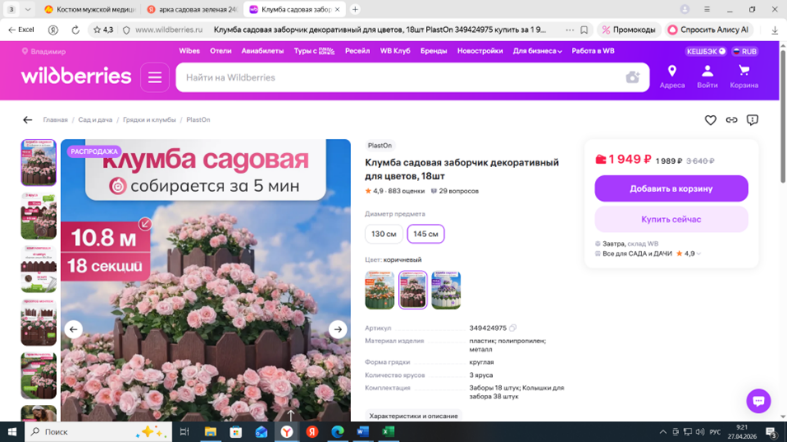 3
Костюм мужской медици
арка садовая зеленая 24
Клумба садовая забор
Excel
4,3
www.wildberries.ru
Клумба садовая заборчик декоративный для цветов, 18шт PlastOn 349424975 купить за 1 9...
Промокоды
Спросить Алису AI
Владимир
Wibes
Отели
Авиабилеты
Туры с
Ресейл
WB Клуб
Бренды
Новостройки
Для бизнеса
Работа в WB
КЕШБЭК
RUB
wildberries
Найти на Wildberries
Адреса
Войти
Корзина
Главная / Сад и дача / Грядки и клумбы / PlastOn
РАСПРОДАЖА
клумба садовая
собирается за 5 мин
10.8 м
18 секций
PlastOn
Клумба садовая заборчик декоративный
для цветов, 18шт
4,9 · 883 оценки
29 вопросов
Диаметр предмета
130 см
145 см
Цвет: коричневый
Артикул
349424975
Материал изделия
пластик; полипропилен;
металл
Форма грядки
круглая
Количество ярусов
3 яруса
Комплектация
Заборы 18 штук; Колышки для
забора 38 штук
Характеристики и описание
1 949 ₽
1 989 ₽
3 640 ₽
Добавить в корзину
Купить сейчас
Завтра, склад WB
Все для САДА и ДАЧИ
4,9
Поиск
РУС
9:21
27.04.2026